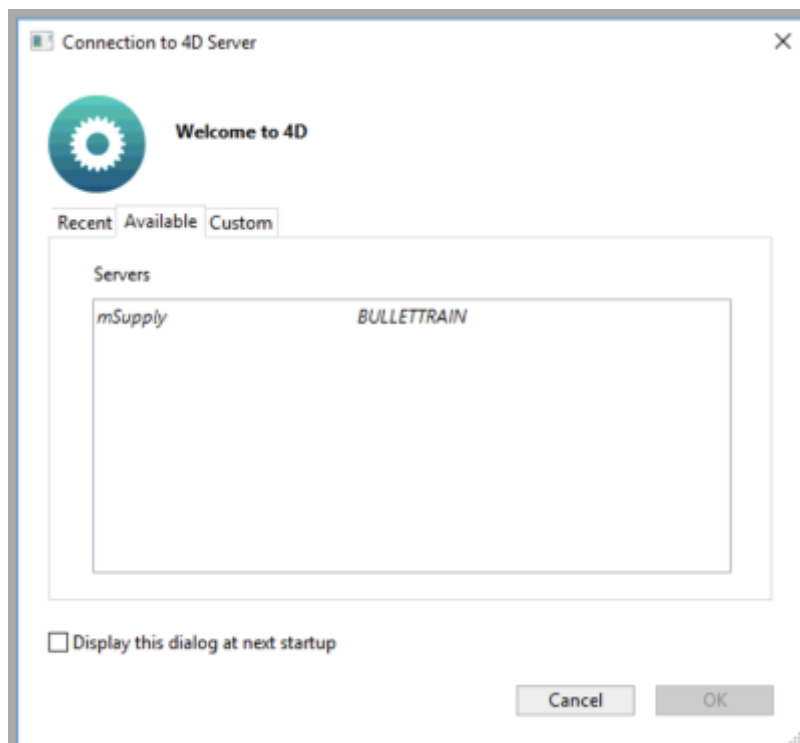 Connection to 4D Server
Welcome to 4D
Recent Available Custom
Servers
mSupply BULLETTRAIN
Display this dialog at next startup
Cancel OK